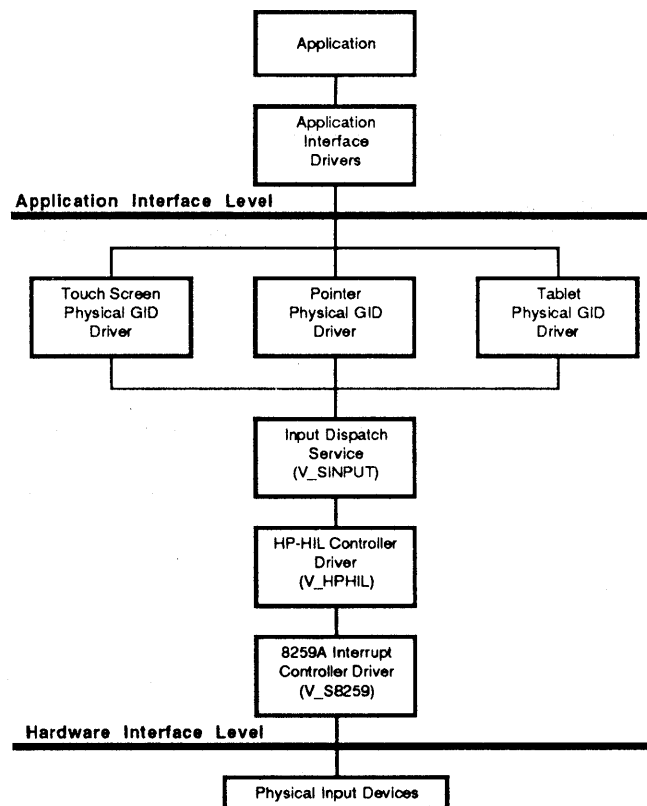 Application
Application
Interface
Drivers
Application Interface Level
Touch Screen
Physical GID
Driver
Pointer
Physical GID
Driver
Tablet
Physical GID
Driver
Input Dispatch
Service
(V_SINPUT)
HP-HIL Controller
Driver
(V_HPHIL)
8259A Interrupt
Controller Driver
(V_S8259)
Hardware Interface Level
Physical Input Devices